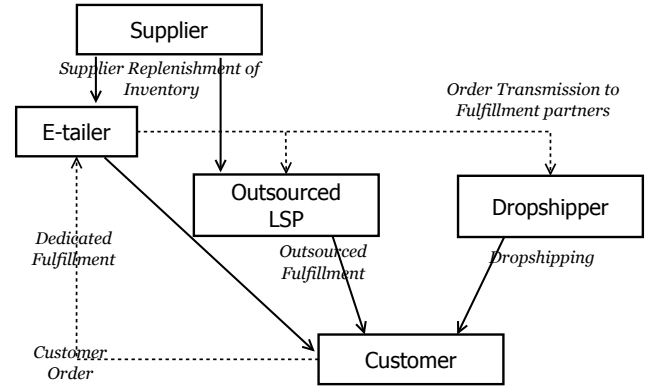 Supplier
Supplier Replenishment of
Inventory
Order Transmission to
Fulfillment partners
E-tailer
Outsourced
LSP
Dropshipper
Dedicated
Fulfillment
Outsourced
Fulfillment
Dropshipping
Customer
Order
Customer